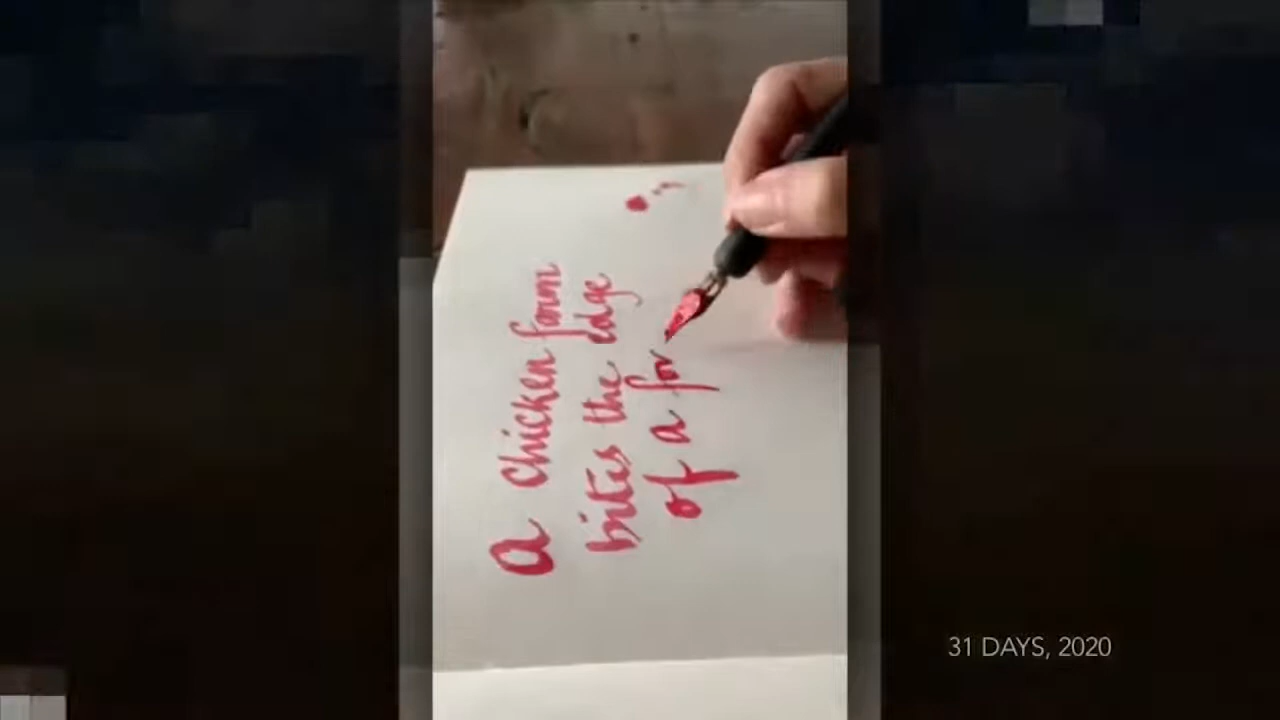 a chicken farm
bites the edge
of a for
31 DAYS, 2020